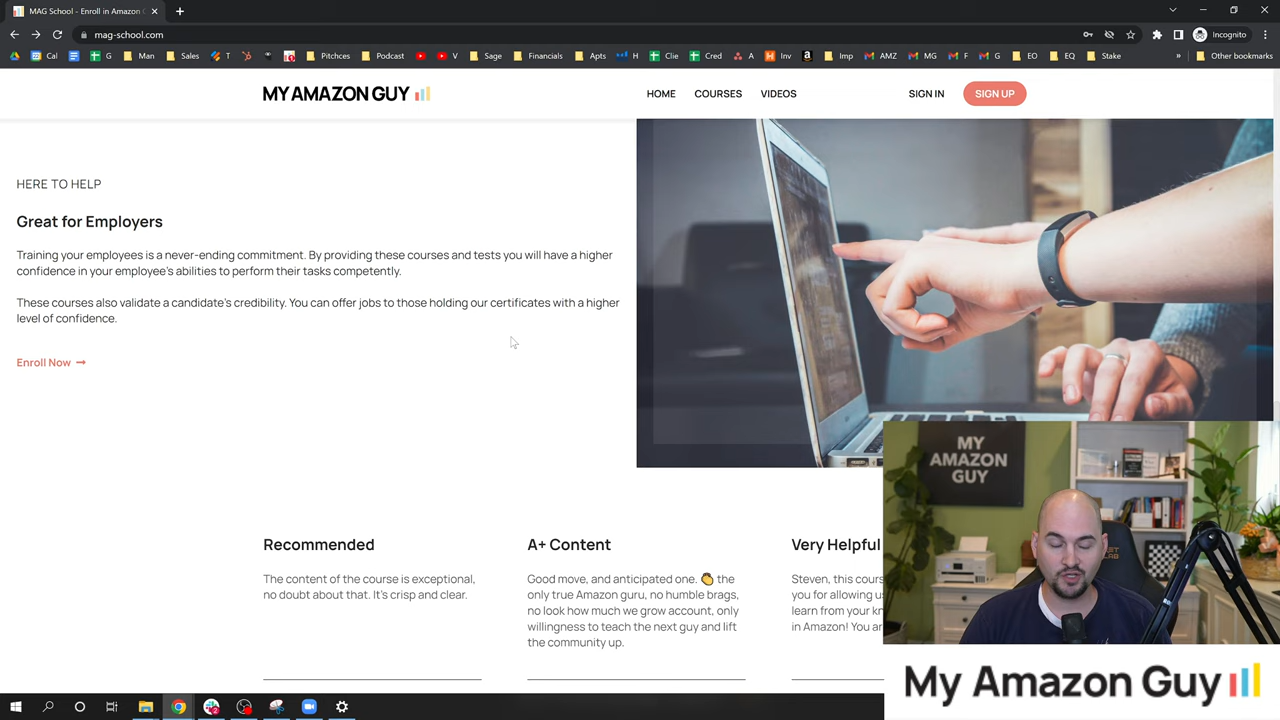 MAG School - Enroll in Amazon
mag-school.com
Incognito
Cal
G
Man
Sales
T
Pitchces
Podcast
V
Sage
Financials
Apts
H
Clie
Cred
A
Inv
Imp
AMZ
MG
F
G
EO
EQ
Stake
Other bookmarks
MY AMAZON GUY
HOME
COURSES
VIDEOS
SIGN IN
SIGN UP
HERE TO HELP
Great for Employers
Training your employees is a never-ending commitment. By providing these courses and tests you will have a higher
confidence in your employee's abilities to perform their tasks competently.
These courses also validate a candidate's credibility. You can offer jobs to those holding our certificates with a higher
level of confidence.
Enroll Now →
Recommended
The content of the course is exceptional,
no doubt about that. It's crisp and clear.
A+ Content
Good move, and anticipated one. 👏 the
only true Amazon guru, no humble brags,
no look how much we grow account, only
willingness to teach the next guy and lift
the community up.
Very Helpful
Steven, this cours
you for allowing us
learn from your kn
in Amazon! You ar
MY
AMAZON
GUY
My Amazon Guy